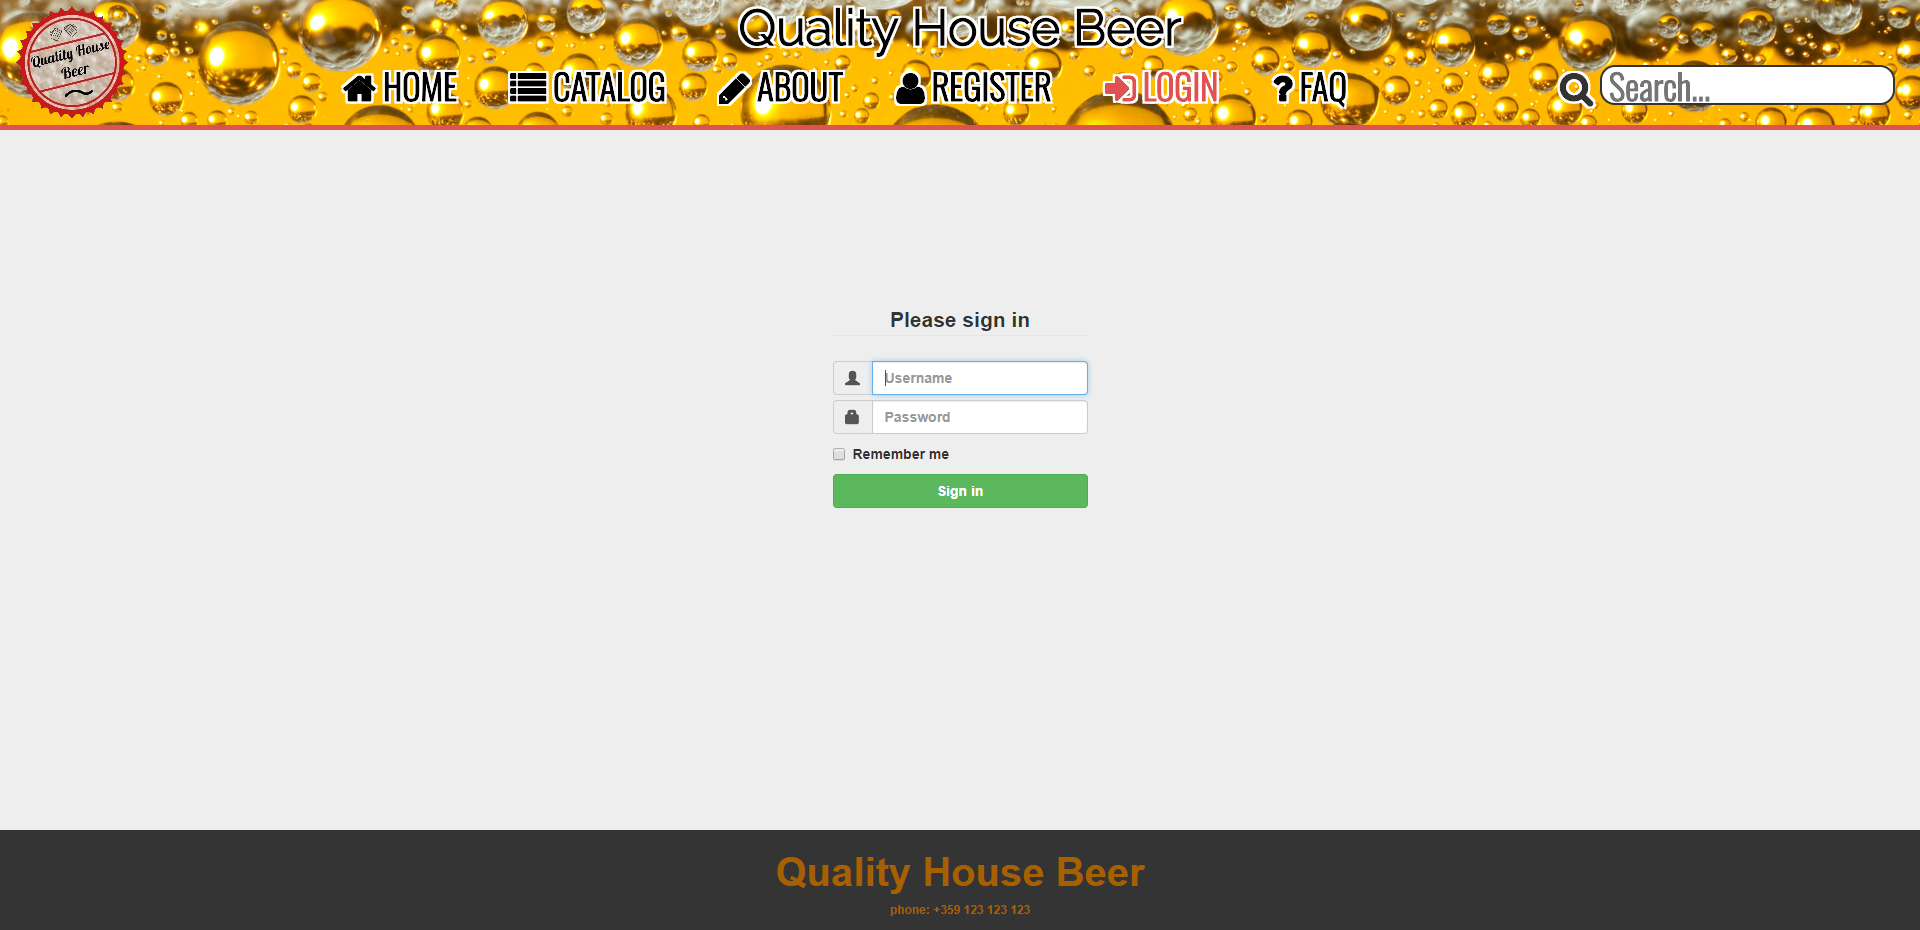 Quality House Beer
Quality House
Beer
HOME CATALOG ABOUT REGISTER LOGIN FAQ Search...
Please sign in
Username
Password
Remember me
Sign in
Quality House Beer
phone: +359 123 123 123